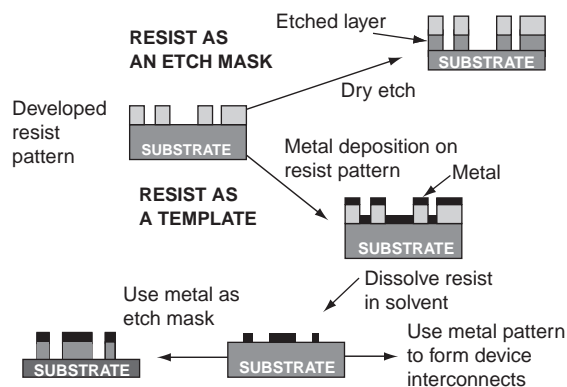 Etched layer
RESIST AS
AN ETCH MASK
SUBSTRATE
Dry etch
Developed
resist
pattern
SUBSTRATE
Metal deposition on
resist pattern
Metal
RESIST AS
A TEMPLATE
SUBSTRATE
Dissolve resist
in solvent
Use metal as
etch mask
Use metal pattern
to form device
interconnects
SUBSTRATE
SUBSTRATE